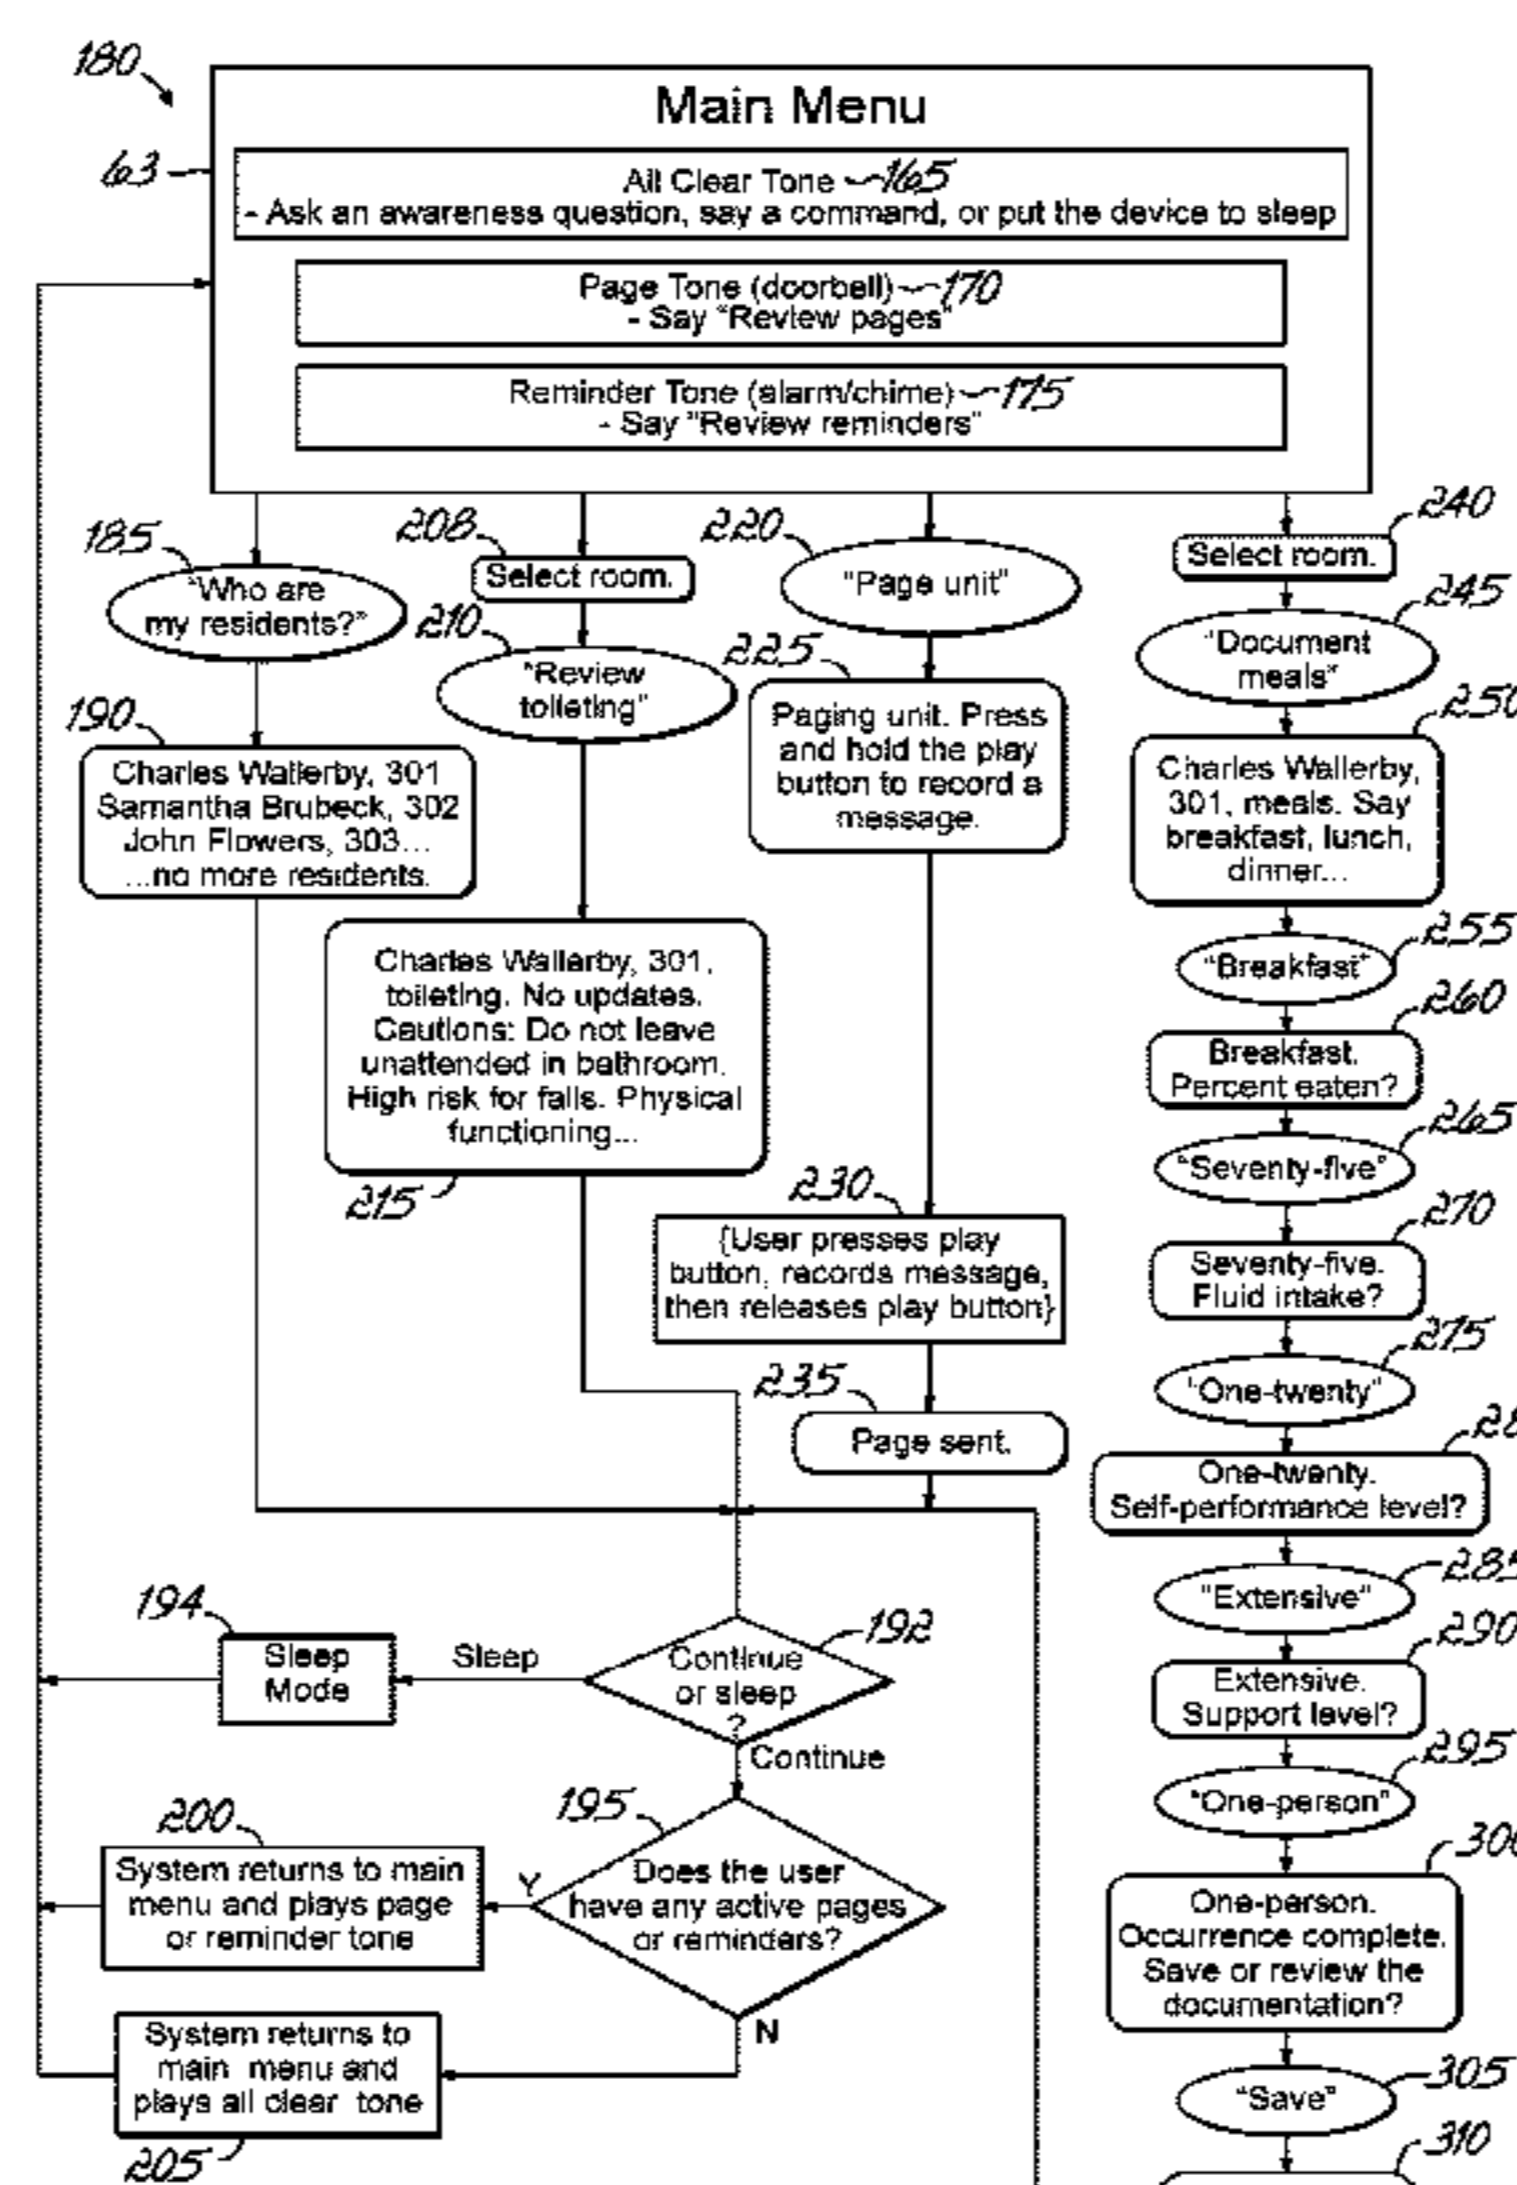 180
Main Menu
63
All Clear Tone 165
- Ask an awareness question, say a command, or put the device to sleep
Page Tone (doorbell) 170
- Say "Review pages"
Reminder Tone (alarm/chime) 175
- Say "Review reminders"
185
"Who are
my residents?"
190
Charles Wallerby, 301
Samantha Brubeck, 302
John Flowers, 303...
...no more residents.
208
Select room.
210
"Review
toileting"
Charles Wallerby, 301,
toileting. No updates.
Cautions: Do not leave
unattended in bathroom.
High risk for falls. Physical
functioning...
215
220
"Page unit"
225
Paging unit. Press
and hold the play
button to record a
message.
230
{User presses play
button, records message,
then releases play button}
235
Page sent.
240
Select room.
245
"Document
meals"
250
Charles Wallerby,
301, meals. Say
breakfast, lunch,
dinner...
255
"Breakfast"
260
Breakfast.
Percent eaten?
265
"Seventy-five"
270
Seventy-five.
Fluid intake?
275
"One-twenty"
28
One-twenty.
Self-performance level?
285
"Extensive"
290
Extensive.
Support level?
295
"One-person"
300
One-person.
Occurrence complete.
Save or review the
documentation?
305
"Save"
310
192
Continue
or sleep
?
Sleep
194
Sleep
Mode
Continue
195
Does the user
have any active pages
or reminders?
Y
200
System returns to main
menu and plays page
or reminder tone
N
System returns to
main menu and
plays all clear tone
205